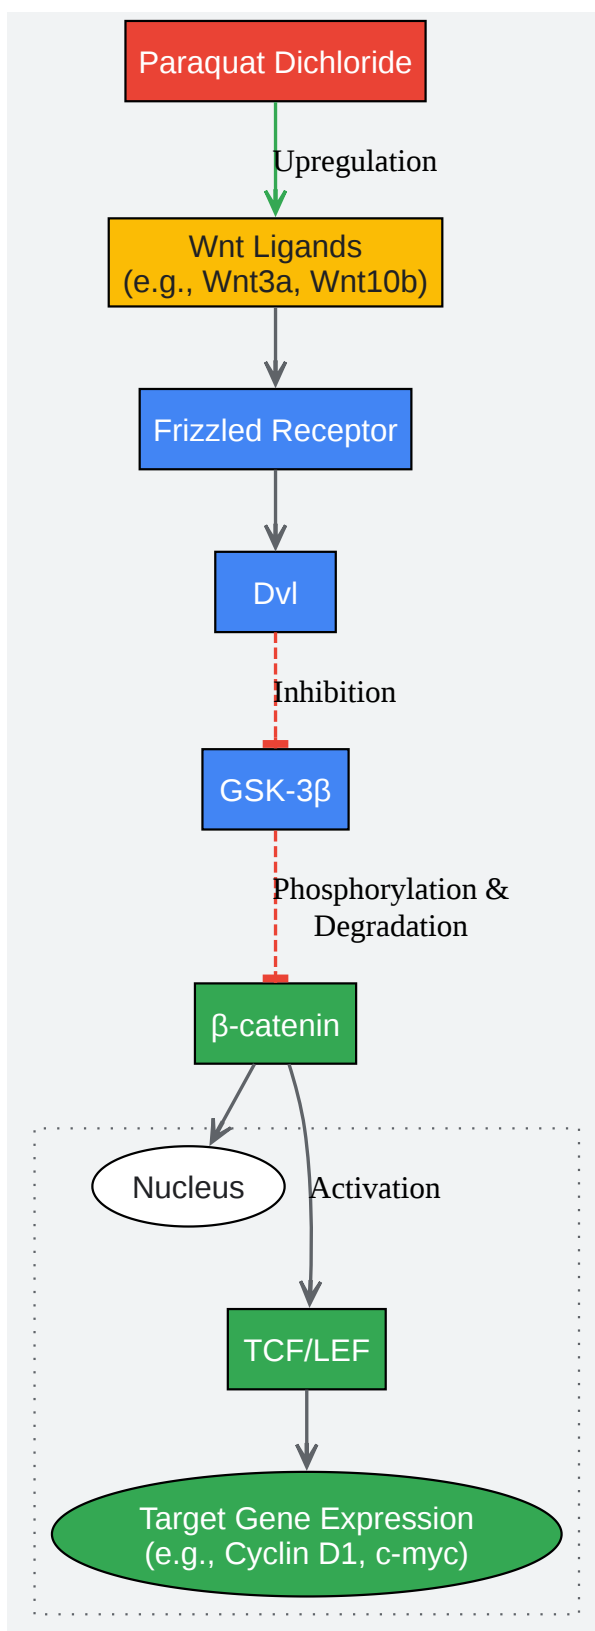 Paraquat Dichloride
Upregulation
Wnt Ligands
(e.g., Wnt3a, Wnt10b)
Frizzled Receptor
Dvl
Inhibition
GSK-3β
Phosphorylation &
Degradation
β-catenin
Nucleus
Activation
TCF/LEF
Target Gene Expression
(e.g., Cyclin D1, c-myc)